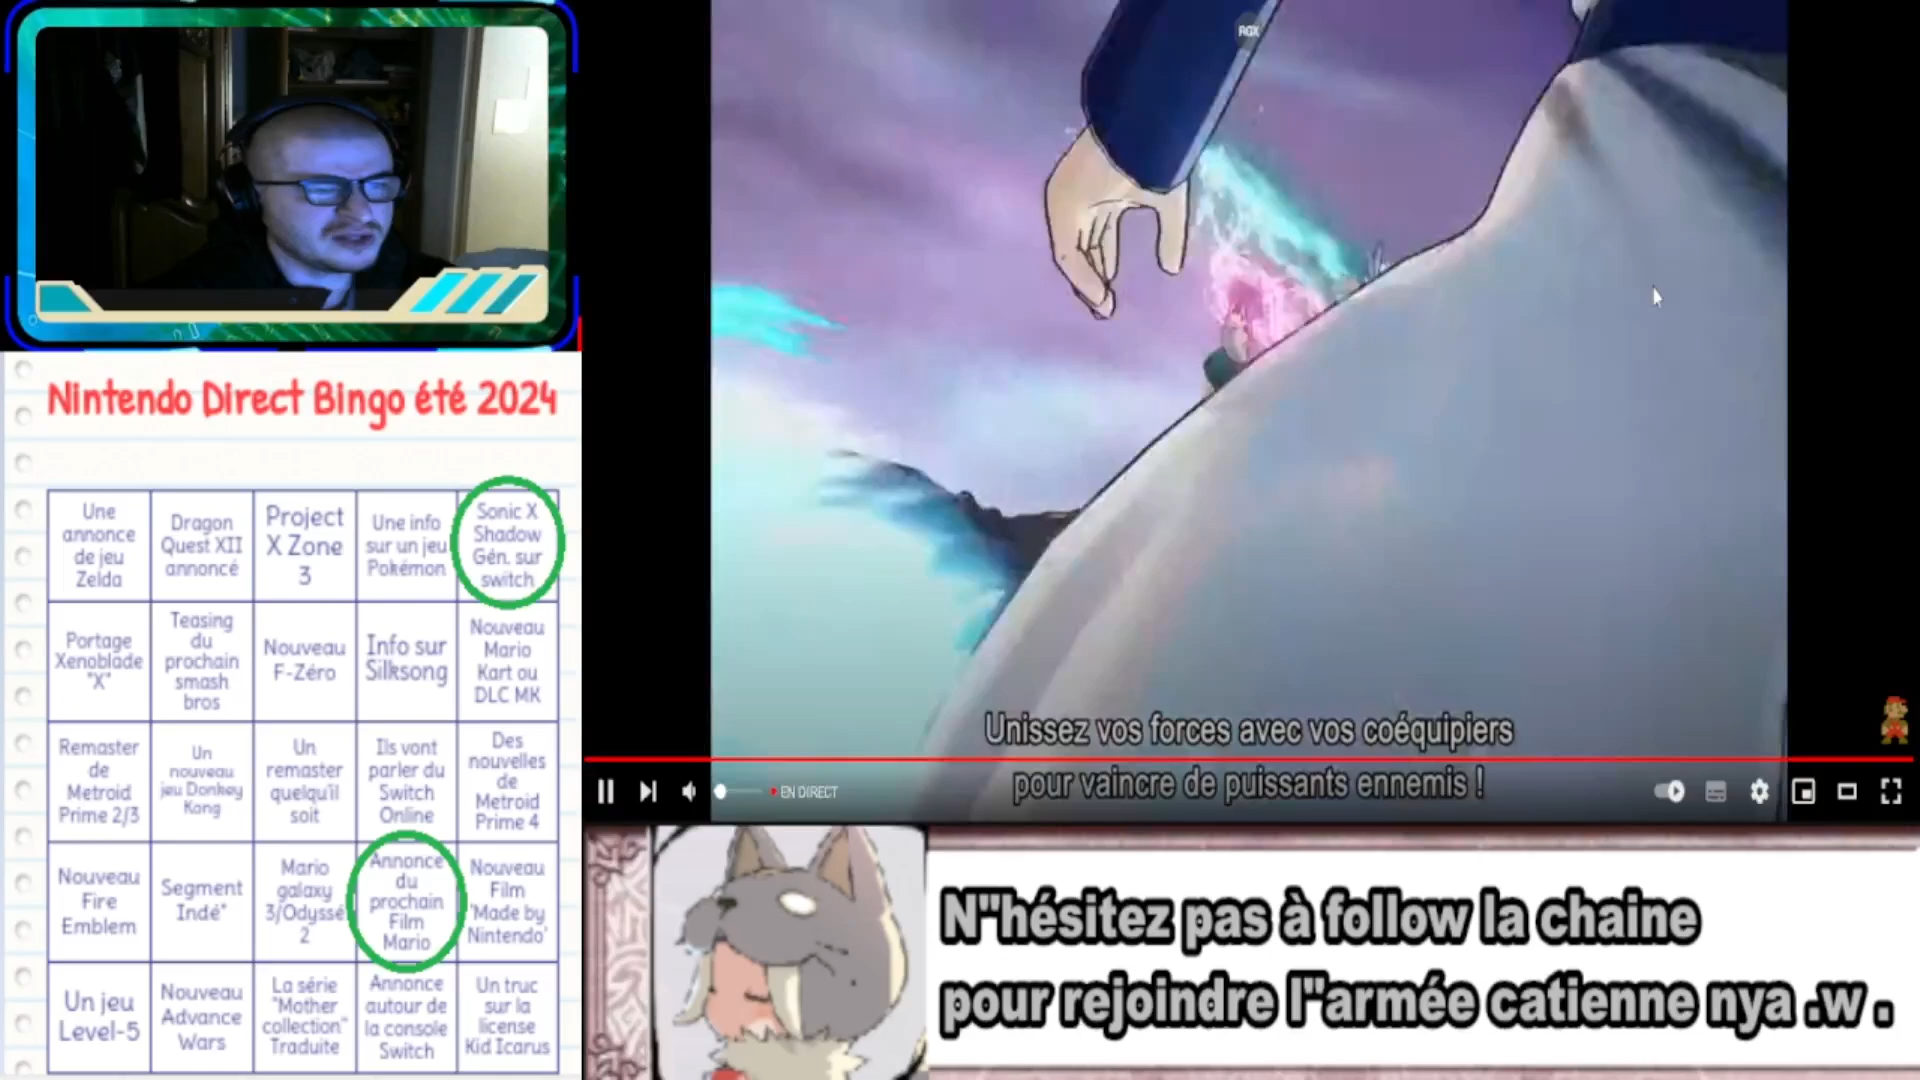 RGX
Nintendo Direct Bingo été 2024
Une
annonce
de jeu
Zelda
Dragon
Quest XII
annoncé
Project
X Zone
3
Une info
sur un jeu
Pokémon
Sonic X
Shadow
Gén. sur
switch
Portage
Xenoblade
"X"
Teasing
du
prochain
smash
bros
Nouveau
F-Zéro
Info sur
Silksong
Nouveau
Mario
Kart ou
DLC MK
Remaster
de
Metroid
Prime 2/3
Un
nouveau
jeu Donkey
Kong
Un
remaster
quelqu'il
soit
Ils vont
parler du
Switch
Online
Des
nouvelles
de
Metroid
Prime 4
Nouveau
Fire
Emblem
Segment
Indé"
Mario
galaxy
3/Odyssé
2
Annonce
du
prochain
Film
Mario
Nouveau
Film
"Made by
Nintendo"
Un jeu
Level-5
Nouveau
Advance
Wars
La série
"Mother
collection"
Traduite
Annonce
autour de
la console
Switch
Un truc
sur la
license
Kid Icarus
Unissez vos forces avec vos coéquipiers
pour vaincre de puissants ennemis !
EN DIRECT
N"hésitez pas à follow la chaine
pour rejoindre l"armée catienne nya .w .